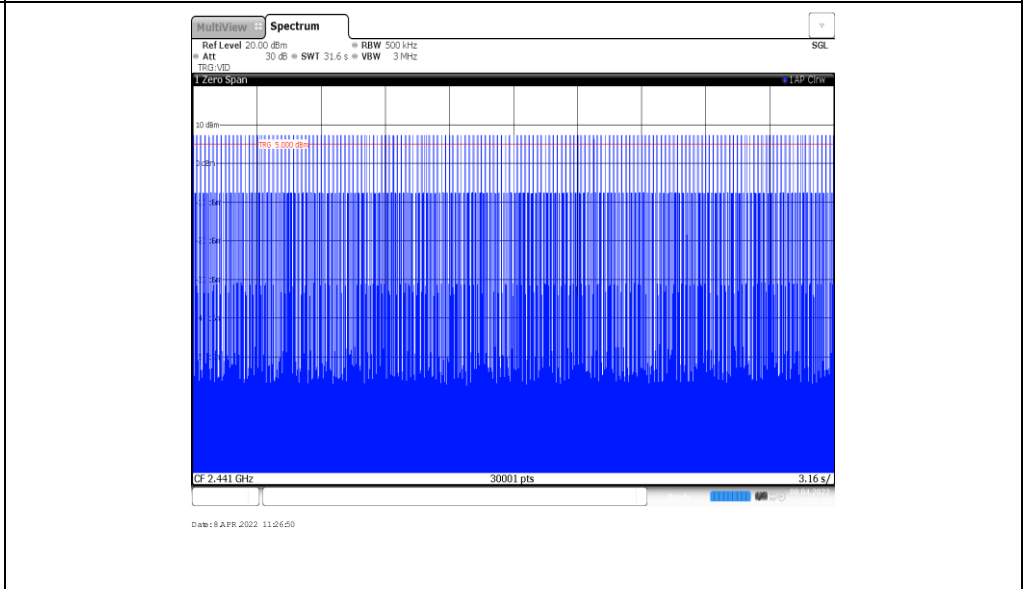 MultiView Spectrum
Ref Level 20.00 dBm RBW 500 kHz SGL
Att 30 dB SWT 31.6 s VBW 3 MHz
TRG:VID
1 Zero Span 1AP Clrw
10 dBm
TRG 5.000 dBm
0 dBm
CF 2.441 GHz 30001 pts 3.16 s/
Date: 8.APR.2022 11:26:50